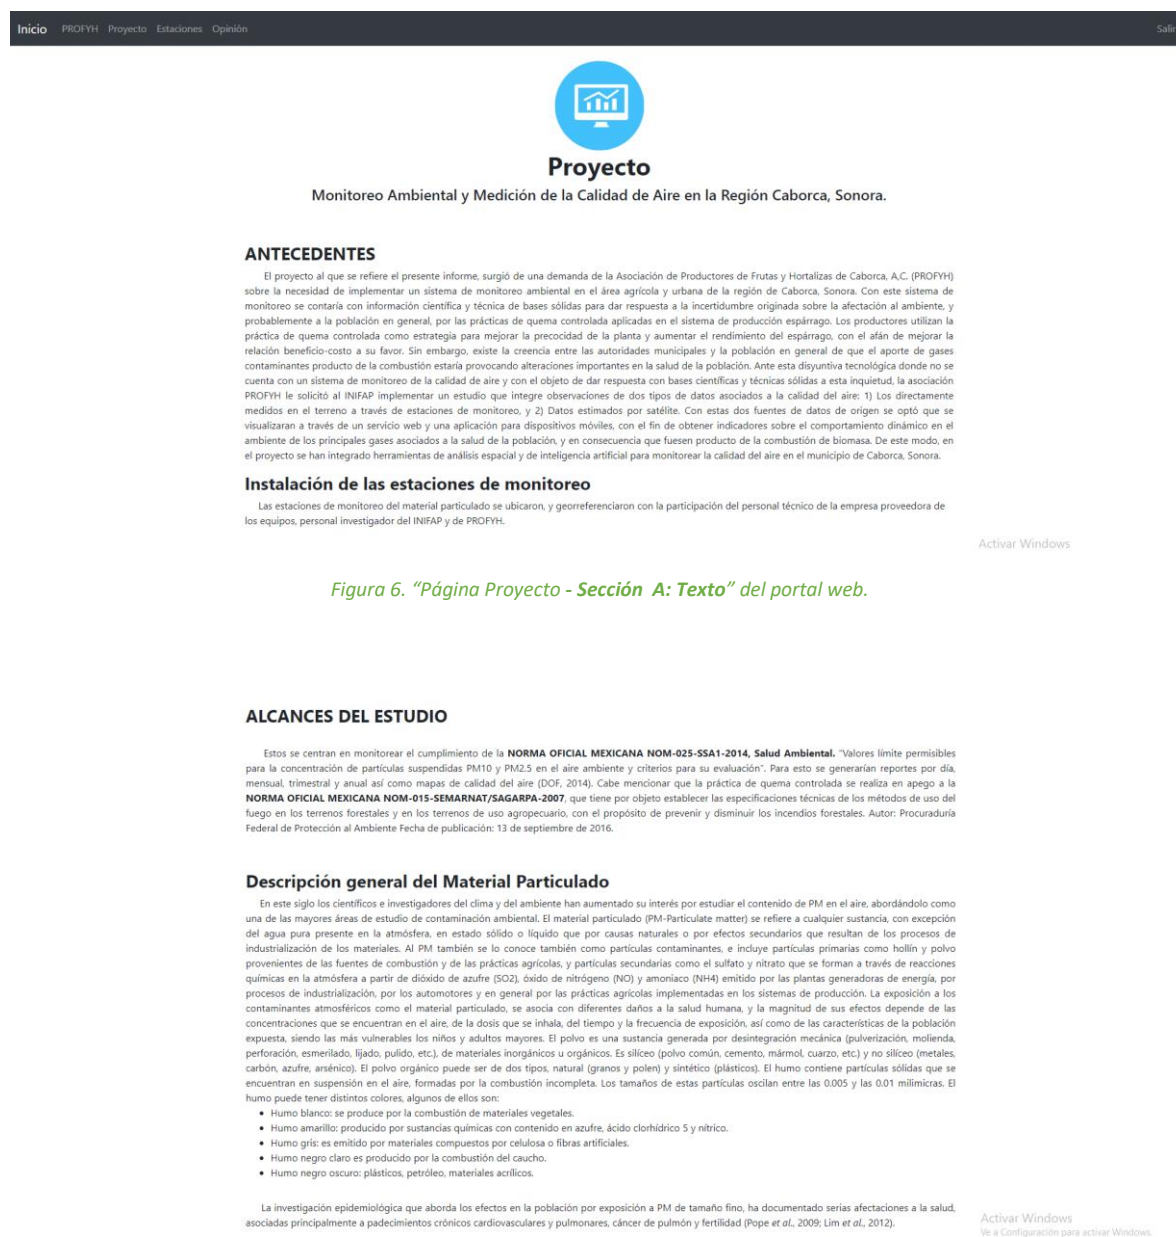 Inicio PROFYH Proyecto Estaciones Opinión Salir
Proyecto
Monitoreo Ambiental y Medición de la Calidad de Aire en la Región Caborca, Sonora.
ANTECEDENTES
El proyecto al que se refiere el presente informe, surgió de una demanda de la Asociación de Productores de Frutas y Hortalizas de Caborca, A,C. (PROFYH)
sobre la necesidad de implementar un sistema de monitoreo ambiental en el área agrícola y urbana de la región de Caborca, Sonora. Con este sistema de
monitoreo se contaría con información científica y técnica de bases sólidas para dar respuesta a la incertidumbre originada sobre la afectación al ambiente, y
probablemente a la población en general, por las prácticas de quema controlada aplicadas en el sistema de producción espárrago. Los productores utilizan la
práctica de quema controlada como estrategia para mejorar la precocidad de la planta y aumentar el rendimiento del espárrago, con el afán de mejorar la
relación beneficio-costo a su favor. Sin embargo, existe la creencia entre las autoridades municipales y la población en general de que el aporte de gases
contaminantes producto de la combustión estaría provocando alteraciones importantes en la salud de la población. Ante esta disyuntiva tecnológica donde no se
cuenta con un sistema de monitoreo de la calidad de aire y con el objeto de dar respuesta con bases científicas y técnicas sólidas a esta inquietud, la asociación
PROFYH le solicitó al INIFAP implementar un estudio que integre observaciones de dos tipos de datos asociados a la calidad del aire: 1) Los directamente
medidos en el terreno a través de estaciones de monitoreo, y 2) Datos estimados por satélite. Con estas dos fuentes de datos de origen se optó que se
visualizaran a través de un servicio web y una aplicación para dispositivos móviles, con el fin de obtener indicadores sobre el comportamiento dinámico en el
ambiente de los principales gases asociados a la salud de la población, y en consecuencia que fuesen producto de la combustión de biomasa. De este modo, en
el proyecto se han integrado herramientas de análisis espacial y de inteligencia artificial para monitorear la calidad del aire en el municipio de Caborca, Sonora.
Instalación de las estaciones de monitoreo
Las estaciones de monitoreo del material particulado se ubicaron, y georreferenciaron con la participación del personal técnico de la empresa proveedora de
los equipos, personal investigador del INIFAP y de PROFYH.
Activar Windows
Figura 6. “Página Proyecto - Sección A: Texto” del portal web.
ALCANCES DEL ESTUDIO
Estos se centran en monitorear el cumplimiento de la NORMA OFICIAL MEXICANA NOM-025-SSA1-2014, Salud Ambiental. "Valores límite permisibles
para la concentración de partículas suspendidas PM10 y PM2.5 en el aire ambiente y criterios para su evaluación". Para esto se generarían reportes por día,
mensual, trimestral y anual así como mapas de calidad del aire (DOF, 2014). Cabe mencionar que la práctica de quema controlada se realiza en apego a la
NORMA OFICIAL MEXICANA NOM-015-SEMARNAT/SAGARPA-2007, que tiene por objeto establecer las especificaciones técnicas de los métodos de uso del
fuego en los terrenos forestales y en los terrenos de uso agropecuario, con el propósito de prevenir y disminuir los incendios forestales. Autor: Procuraduría
Federal de Protección al Ambiente Fecha de publicación: 13 de septiembre de 2016.
Descripción general del Material Particulado
En este siglo los científicos e investigadores del clima y del ambiente han aumentado su interés por estudiar el contenido de PM en el aire, abordándolo como
una de las mayores áreas de estudio de contaminación ambiental. El material particulado (PM-Particulate matter) se refiere a cualquier sustancia, con excepción
del agua pura presente en la atmósfera, en estado sólido o líquido que por causas naturales o por efectos secundarios que resultan de los procesos de
industrialización de los materiales. Al PM también se lo conoce también como partículas contaminantes, e incluye partículas primarias como hollín y polvo
provenientes de las fuentes de combustión y de las prácticas agrícolas, y partículas secundarias como el sulfato y nitrato que se forman a través de reacciones
químicas en la atmósfera a partir de dióxido de azufre (SO2), óxido de nitrógeno (NO) y amoniaco (NH4) emitido por las plantas generadoras de energía, por
procesos de industrialización, por los automotores y en general por las prácticas agrícolas implementadas en los sistemas de producción. La exposición a los
contaminantes atmosféricos como el material particulado, se asocia con diferentes daños a la salud humana, y la magnitud de sus efectos depende de las
concentraciones que se encuentran en el aire, de la dosis que se inhala, del tiempo y la frecuencia de exposición, así como de las características de la población
expuesta, siendo las más vulnerables los niños y adultos mayores. El polvo es una sustancia generada por desintegración mecánica (pulverización, molienda,
perforación, esmerilado, lijado, pulido, etc.), de materiales inorgánicos u orgánicos. Es silíceo (polvo común, cemento, mármol, cuarzo, etc.) y no silíceo (metales,
carbón, azufre, arsénico). El polvo orgánico puede ser de dos tipos, natural (granos y polen) y sintético (plásticos). El humo contiene partículas sólidas que se
encuentran en suspensión en el aire, formadas por la combustión incompleta. Los tamaños de estas partículas oscilan entre las 0.005 y las 0.01 milimicras. El
humo puede tener distintos colores, algunos de ellos son:
• Humo blanco: se produce por la combustión de materiales vegetales.
• Humo amarillo: producido por sustancias químicas con contenido en azufre, ácido clorhídrico 5 y nítrico.
• Humo gris: es emitido por materiales compuestos por celulosa o fibras artificiales.
• Humo negro claro es producido por la combustión del caucho.
• Humo negro oscuro: plásticos, petróleo, materiales acrílicos.
La investigación epidemiológica que aborda los efectos en la población por exposición a PM de tamaño fino, ha documentado serias afectaciones a la salud,
asociadas principalmente a padecimientos crónicos cardiovasculares y pulmonares, cáncer de pulmón y fertilidad (Pope et al., 2009; Lim et al., 2012).
Activar Windows
Ve a Configuración para activar Windows.